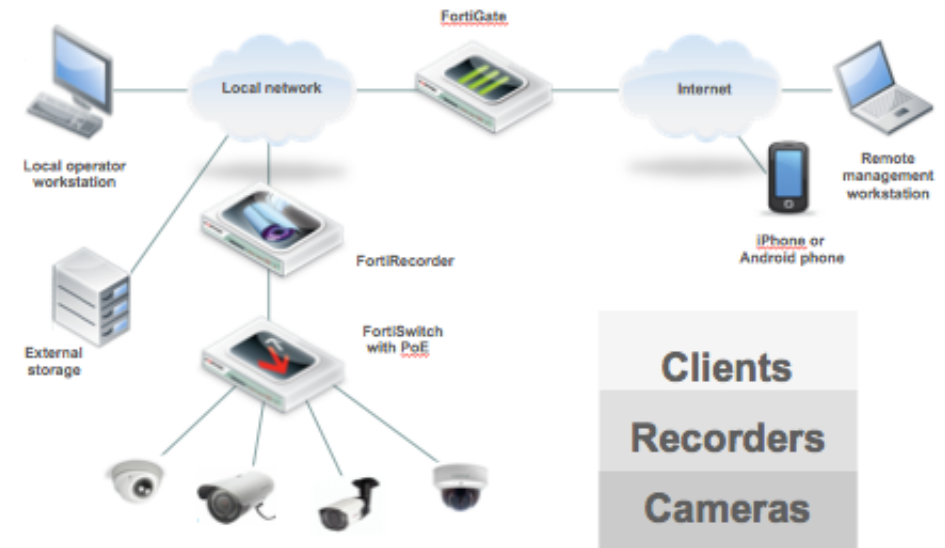 FortiGate
Local network
Internet
Local operator
workstation
Remote
management
workstation
iPhone or
Android phone
FortiRecorder
FortiSwitch
with PoE
External
storage
Clients
Recorders
Cameras